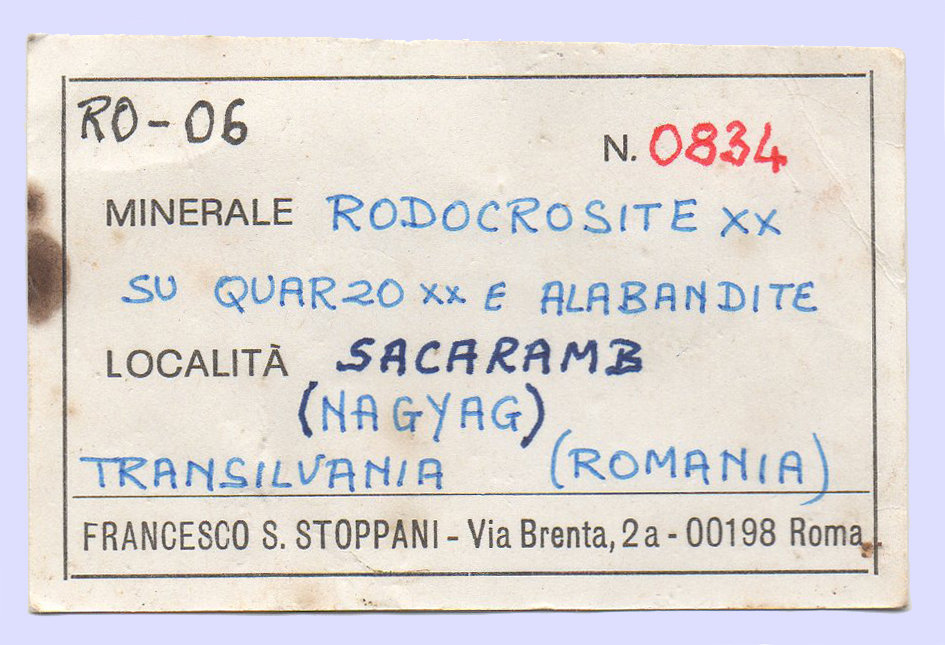 RO-06
N. 0834
MINERALE RODOCROSITE xx
SU QUARZO xx E ALABANDITE
LOCALITÀ SACARAMB
(NAGYAG)
TRANSILVANIA (ROMANIA)
FRANCESCO S. STOPPANI - Via Brenta, 2a - 00198 Roma